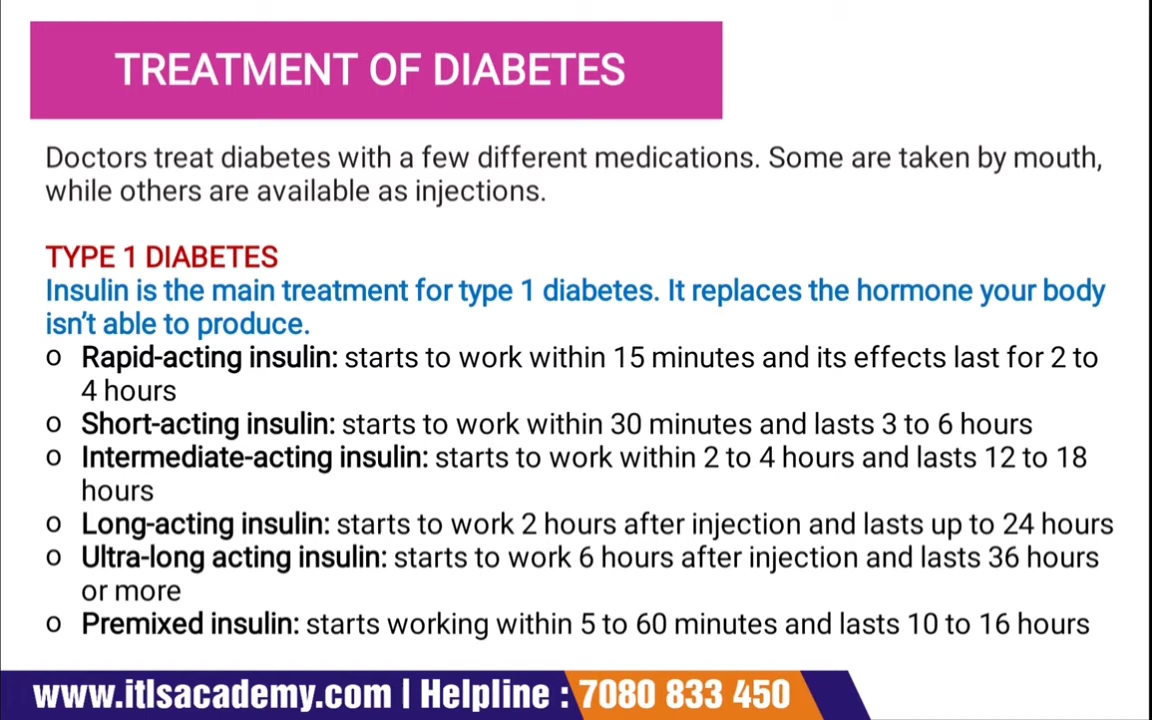 TREATMENT OF DIABETES
Doctors treat diabetes with a few different medications. Some are taken by mouth,
while others are available as injections.
TYPE 1 DIABETES
Insulin is the main treatment for type 1 diabetes. It replaces the hormone your body
isn't able to produce.
o Rapid-acting insulin: starts to work within 15 minutes and its effects last for 2 to
4 hours
o Short-acting insulin: starts to work within 30 minutes and lasts 3 to 6 hours
o Intermediate-acting insulin: starts to work within 2 to 4 hours and lasts 12 to 18
hours
o Long-acting insulin: starts to work 2 hours after injection and lasts up to 24 hours
o Ultra-long acting insulin: starts to work 6 hours after injection and lasts 36 hours
or more
o Premixed insulin: starts working within 5 to 60 minutes and lasts 10 to 16 hours
www.itlsacademy.com | Helpline : 7080 833 450